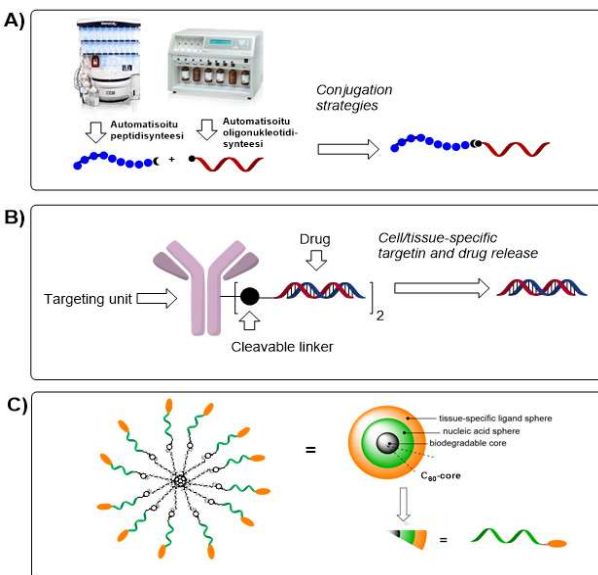 A)
Automatisoitu
peptidisynteesi
Automatisoitu
oligonukleotidi-
synteesi
+
Conjugation
strategies
B)
Targeting unit
Drug
Cleavable linker
2
Cell/tissue-specific
targetin and drug release
C)
=
tissue-specific ligand sphere
nucleic acid sphere
biodegradable core
C60-core
=